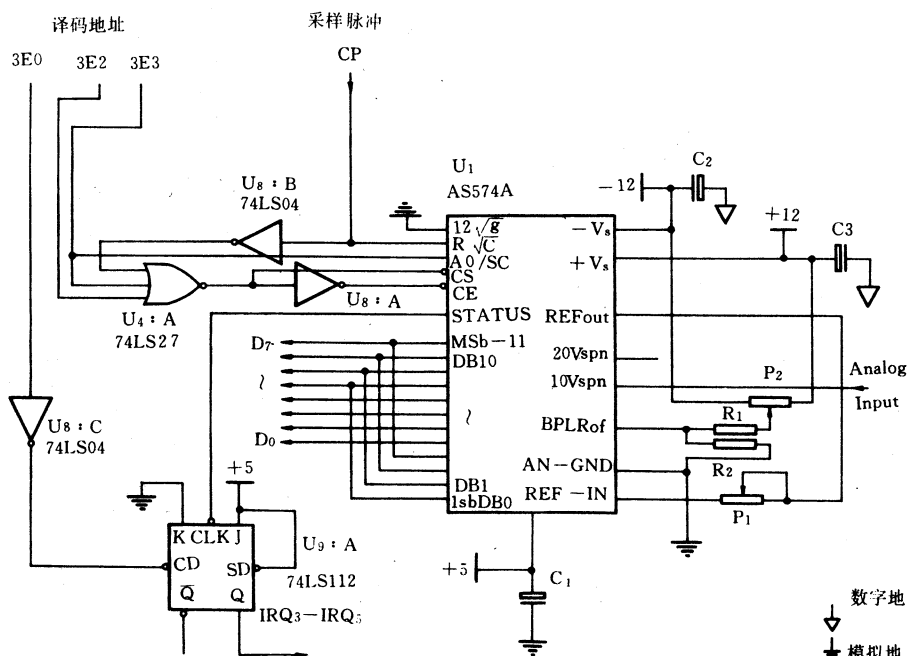 译码地址
采样脉冲
3E0 3E2 3E3
CP
U₁
AS574A
C₂
-12
+12
C3
U₈:B
74LS04
12√g
R√C
A0/SC
CS
CE
STATUS
MSb-11
DB10
~
DB1
1sbDB0
-Vs
+Vs
REFout
20Vspn
10Vspn
BPLRof
AN-GND
REF-IN
U₈:A
U₄:A
74LS27
D₇
~
D₀
Analog
Input
P₂
R₁
R₂
P₁
U₈:C
74LS04
+5
K CLK J
U₉:A
CD
SD
74LS112
Q̅ Q
IRQ₃-IRQ₅
+5
C₁
数字地
模拟地